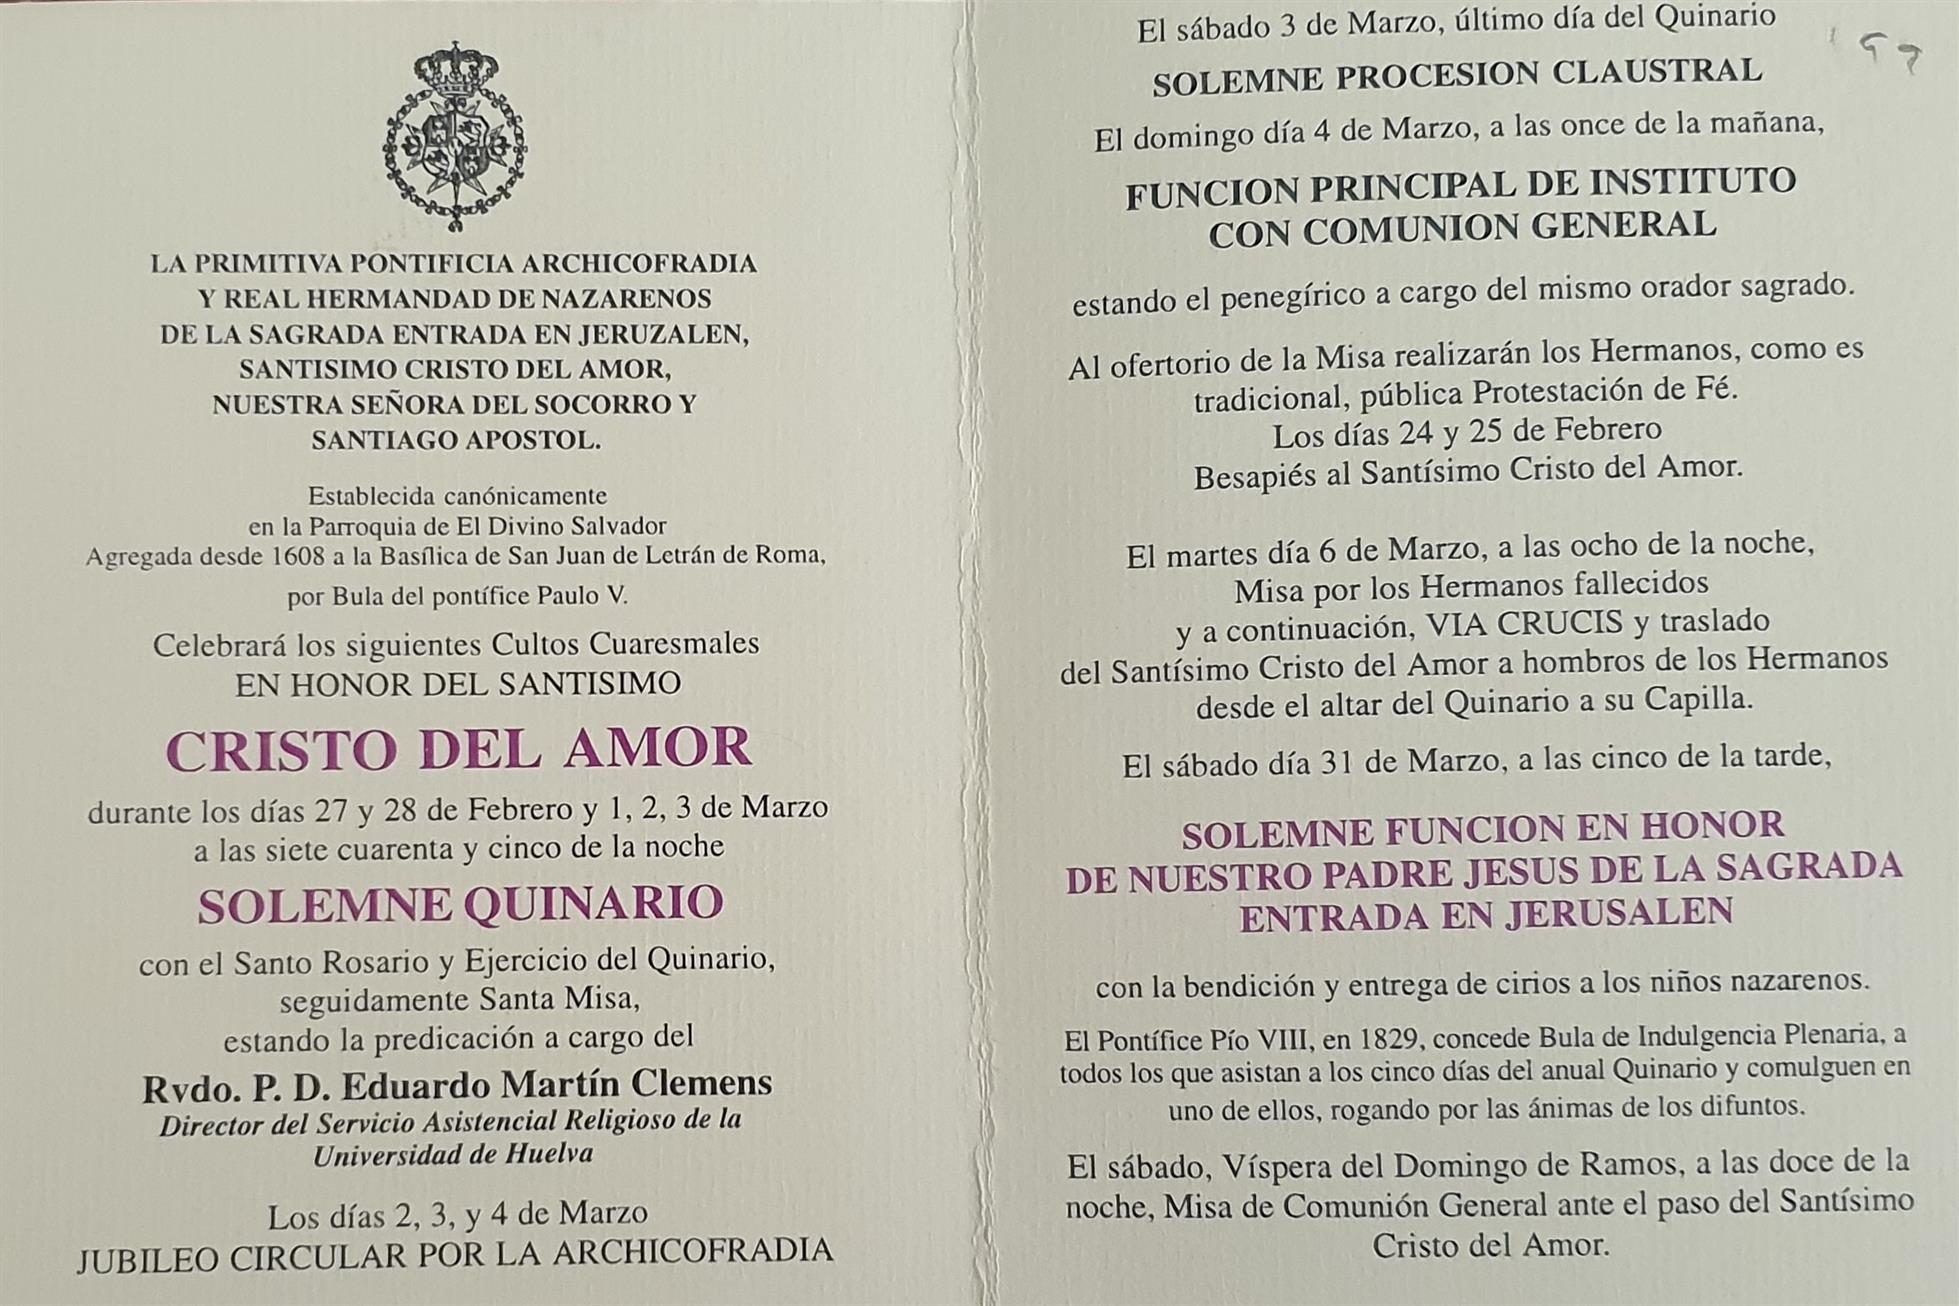 LA PRIMITIVA PONTIFICIA ARCHICOFRADIA
Y REAL HERMANDAD DE NAZARENOS
DE LA SAGRADA ENTRADA EN JERUZALEN,
SANTISIMO CRISTO DEL AMOR,
NUESTRA SEÑORA DEL SOCORRO Y
SANTIAGO APOSTOL.
Establecida canónicamente
en la Parroquia de El Divino Salvador
Agregada desde 1608 a la Basílica de San Juan de Letrán de Roma,
por Bula del pontífice Paulo V.
Celebrará los siguientes Cultos Cuaresmales
EN HONOR DEL SANTISIMO
CRISTO DEL AMOR
durante los días 27 y 28 de Febrero y 1, 2, 3 de Marzo
a las siete cuarenta y cinco de la noche
SOLEMNE QUINARIO
con el Santo Rosario y Ejercicio del Quinario,
seguidamente Santa Misa,
estando la predicación a cargo del
Rvdo. P. D. Eduardo Martín Clemens
Director del Servicio Asistencial Religioso de la
Universidad de Huelva
Los días 2, 3, y 4 de Marzo
JUBILEO CIRCULAR POR LA ARCHICOFRADIA
El sábado 3 de Marzo, último día del Quinario
SOLEMNE PROCESION CLAUSTRAL
El domingo día 4 de Marzo, a las once de la mañana,
FUNCION PRINCIPAL DE INSTITUTO
CON COMUNION GENERAL
estando el penegírico a cargo del mismo orador sagrado.
Al ofertorio de la Misa realizarán los Hermanos, como es
tradicional, pública Protestación de Fé.
Los días 24 y 25 de Febrero
Besapiés al Santísimo Cristo del Amor.
El martes día 6 de Marzo, a las ocho de la noche,
Misa por los Hermanos fallecidos
y a continuación, VIA CRUCIS y traslado
del Santísimo Cristo del Amor a hombros de los Hermanos
desde el altar del Quinario a su Capilla.
El sábado día 31 de Marzo, a las cinco de la tarde,
SOLEMNE FUNCION EN HONOR
DE NUESTRO PADRE JESUS DE LA SAGRADA
ENTRADA EN JERUSALEN
con la bendición y entrega de cirios a los niños nazarenos.
El Pontífice Pío VIII, en 1829, concede Bula de Indulgencia Plenaria, a
todos los que asistan a los cinco días del anual Quinario y comulguen en
uno de ellos, rogando por las ánimas de los difuntos.
El sábado, Víspera del Domingo de Ramos, a las doce de la
noche, Misa de Comunión General ante el paso del Santísimo
Cristo del Amor.